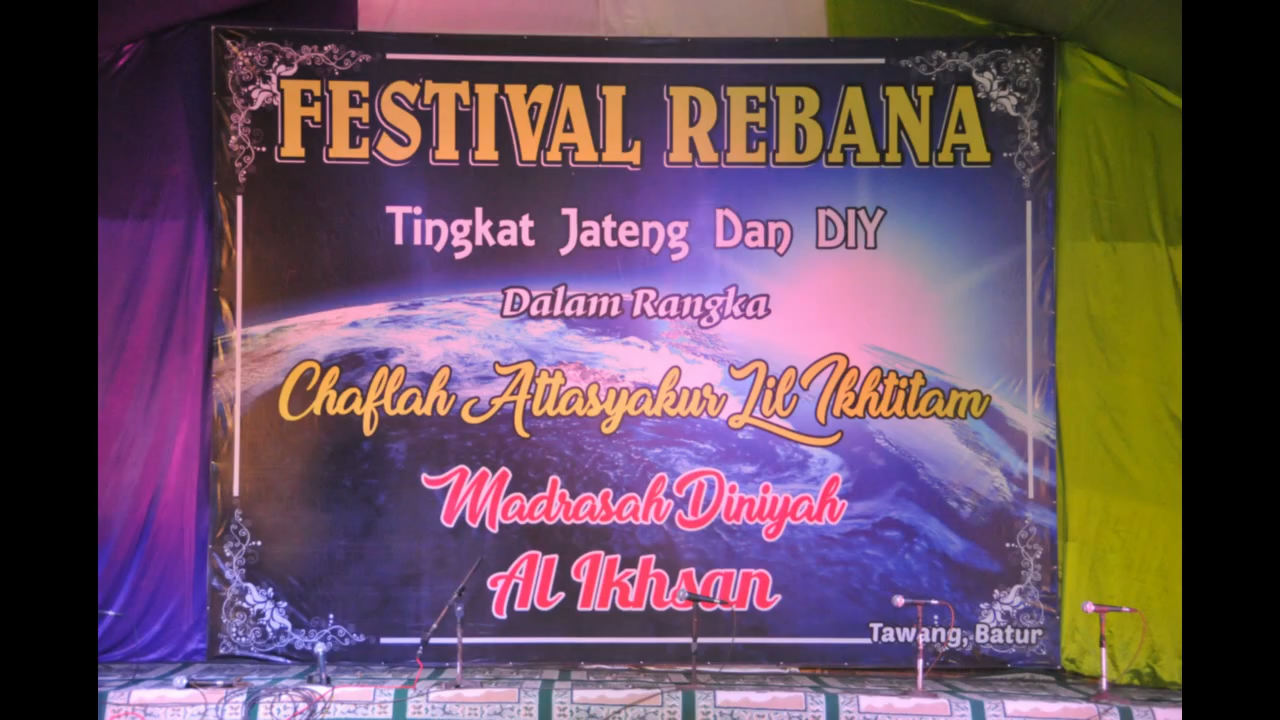 FESTIVAL REBANA
Tingkat Jateng Dan DIY
Dalam Rangka
Chaflah Attasyakur Lil Ikhtitam
Madrasah Diniyah
Al Ikhsan
Tawang, Batur